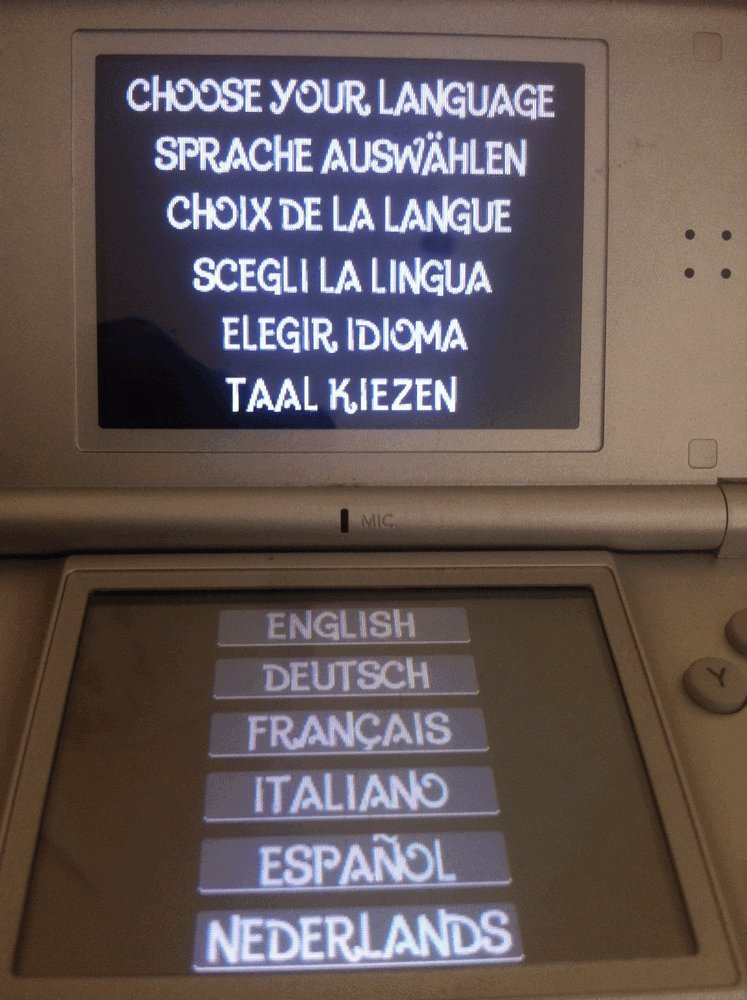 CHOOSE YOUR LANGUAGE
SPRACHE AUSWÄHLEN
CHOIX DE LA LANGUE
SCEGLI LA LINGUA
ELEGIR IDIOMA
TAAL KIEZEN
MIC.
ENGLISH
DEUTSCH
Y
FRANÇAIS
ITALIANO
ESPAÑOL
NEDERLANDS